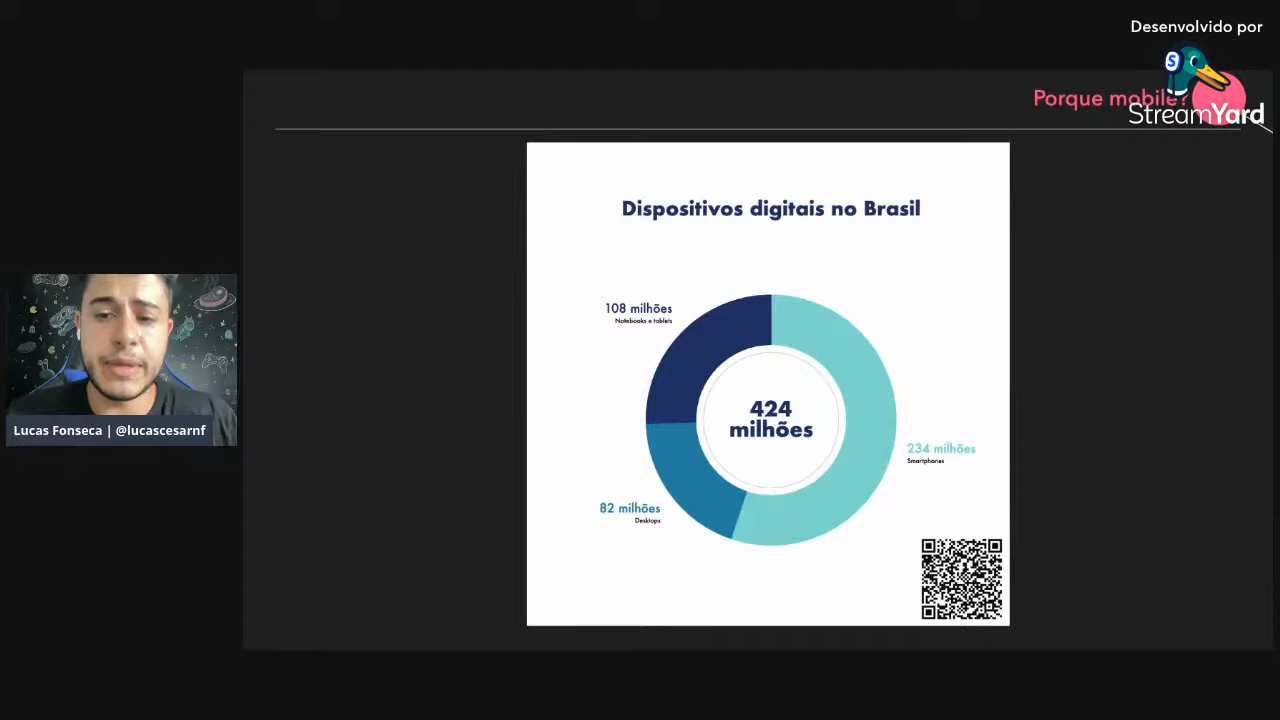 Desenvolvido por
StreamYard
Porque mobile?
Dispositivos digitais no Brasil
108 milhões
Notebooks e tablets
424
milhões
234 milhões
Smartphones
82 milhões
Desktops
Lucas Fonseca | @lucascesarnf